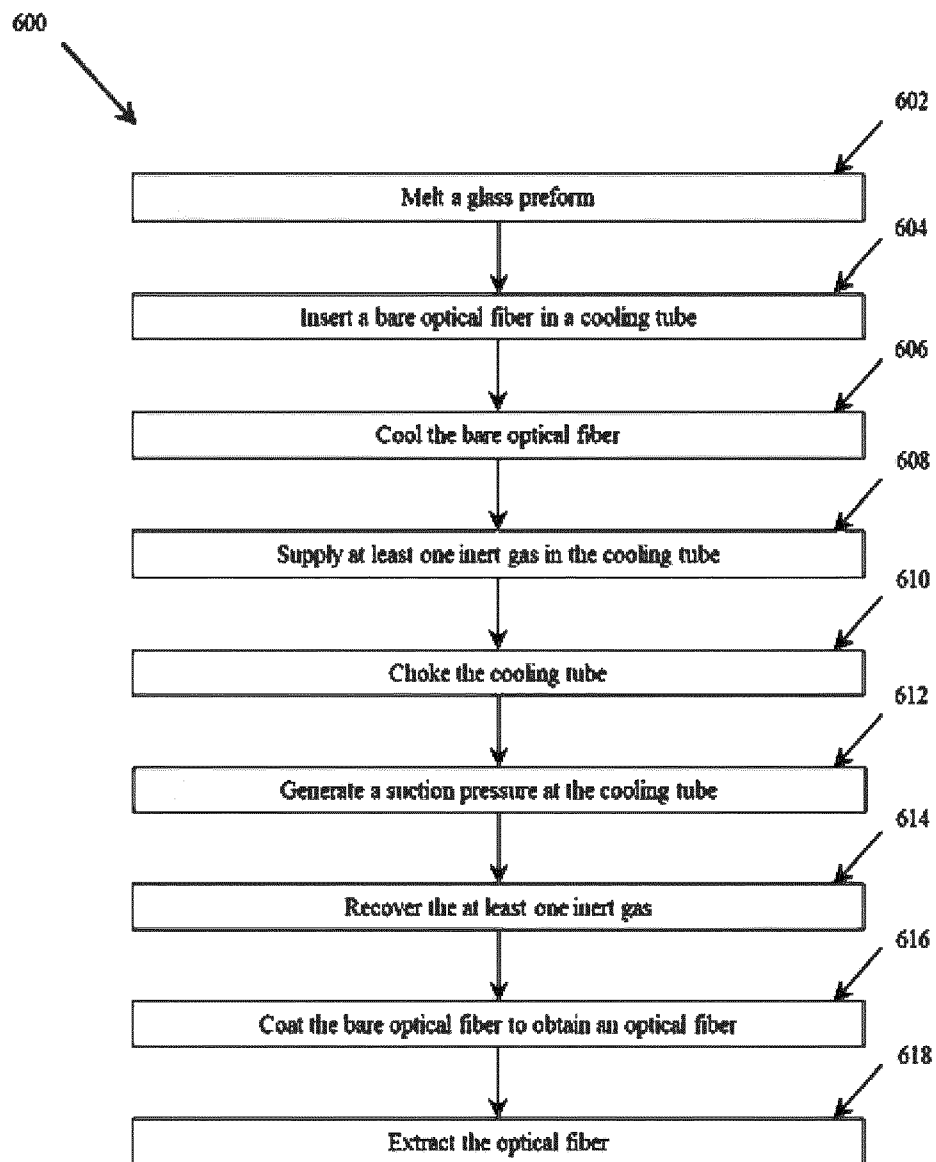 600
602
Melt a glass preform
604
Insert a bare optical fiber in a cooling tube
606
Cool the bare optical fiber
608
Supply at least one inert gas in the cooling tube
610
Choke the cooling tube
612
Generate a suction pressure at the cooling tube
614
Recover the at least one inert gas
616
Coat the bare optical fiber to obtain an optical fiber
618
Extract the optical fiber